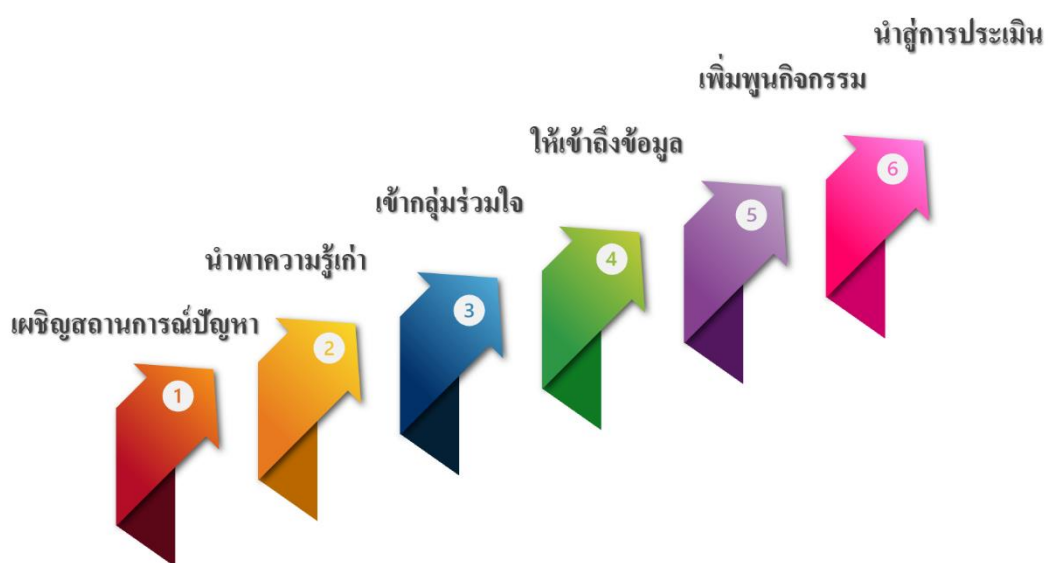 นำสู่การประเมิน
เพิ่มพูนกิจกรรม
ให้เข้าถึงข้อมูล
เข้ากลุ่มร่วมใจ
นำพาความรู้เก่า
เผชิญสถานการณ์ปัญหา
1
2
3
4
5
6